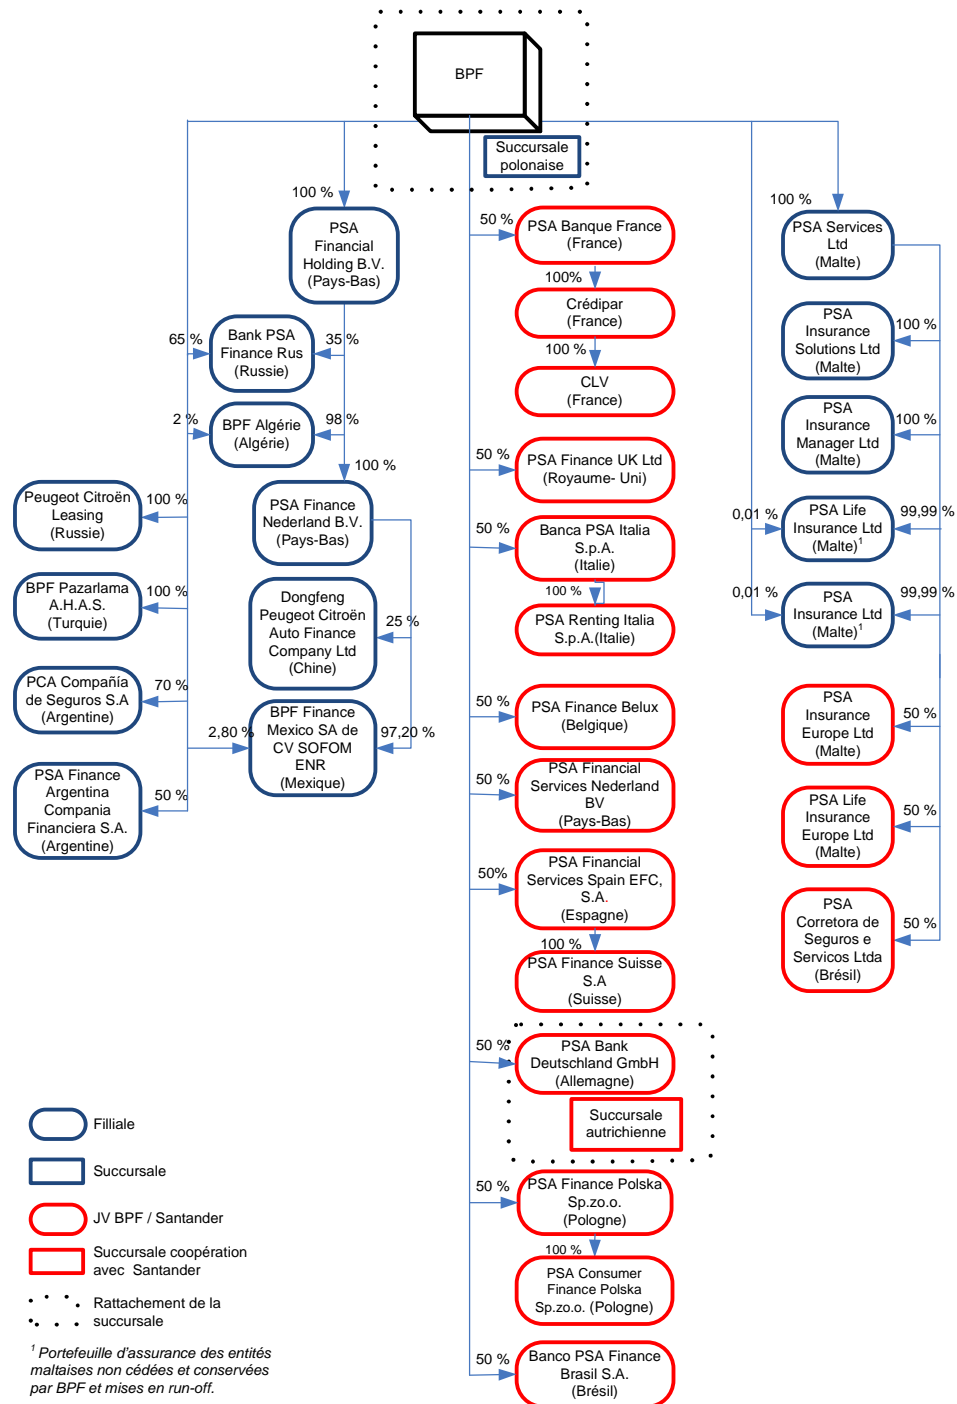 BPF
Succursale
polonaise
100 %
PSA
Financial
Holding B.V.
(Pays-Bas)
65 %
Bank PSA
Finance Rus
(Russie)
35 %
2 %
BPF Algérie
(Algérie)
98 %
100 %
Peugeot Citroën
Leasing
(Russie)
100 %
PSA Finance
Nederland B.V.
(Pays-Bas)
BPF Pazarlama
A.H.A.S.
(Turquie)
100 %
Dongfeng
Peugeot Citroën
Auto Finance
Company Ltd
(Chine)
25 %
PCA Compañía
de Seguros S.A
(Argentine)
70 %
2,80 %
BPF Finance
Mexico SA de
CV SOFOM
ENR
(Mexique)
97,20 %
PSA Finance
Argentina
Compania
Financiera S.A.
(Argentine)
50 %
50 %
PSA Banque France
(France)
100%
Crédipar
(France)
100 %
CLV
(France)
50 %
PSA Finance UK Ltd
(Royaume- Uni)
50 %
Banca PSA Italia
S.p.A.
(Italie)
100 %
PSA Renting Italia
S.p.A.(Italie)
50 %
PSA Finance Belux
(Belgique)
50 %
PSA Financial
Services Nederland
BV
(Pays-Bas)
50%
PSA Financial
Services Spain EFC,
S.A.
(Espagne)
100 %
PSA Finance Suisse
S.A
(Suisse)
50 %
PSA Bank
Deutschland GmbH
(Allemagne)
Succursale
autrichienne
50 %
PSA Finance Polska
Sp.zo.o.
(Pologne)
100 %
PSA Consumer
Finance Polska
Sp.zo.o. (Pologne)
50 %
Banco PSA Finance
Brasil S.A.
(Brésil)
100 %
PSA Services
Ltd
(Malte)
PSA
Insurance
Solutions Ltd
(Malte)
100 %
PSA
Insurance
Manager Ltd
(Malte)
100 %
0,01 %
PSA Life
Insurance Ltd
(Malte)1
99,99 %
0,01 %
PSA
Insurance Ltd
(Malte)1
99,99 %
PSA
Insurance
Europe Ltd
(Malte)
50 %
PSA Life
Insurance
Europe Ltd
(Malte)
50 %
PSA
Corretora de
Seguros e
Servicos Ltda
(Brésil)
50 %
Filliale
Succursale
JV BPF / Santander
Succursale coopération
avec Santander
Rattachement de la
succursale
1 Portefeuille d'assurance des entités
maltaises non cédées et conservées
par BPF et mises en run-off.